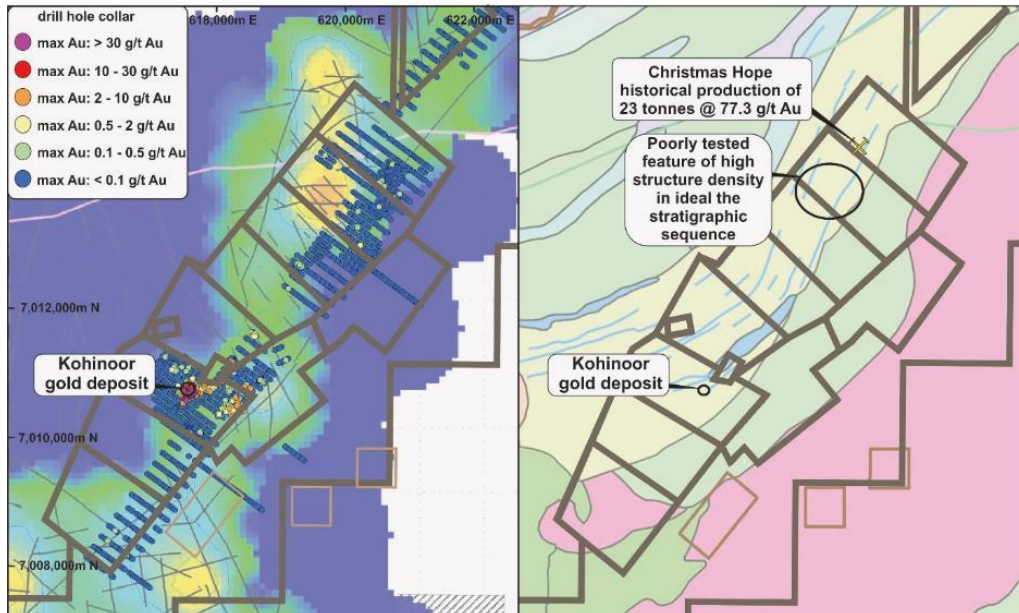 618,000m E
620,000m E
622,000m E
drill hole collar
max Au: > 30 g/t Au
max Au: 10 - 30 g/t Au
max Au: 2 - 10 g/t Au
max Au: 0.5 - 2 g/t Au
max Au: 0.1 - 0.5 g/t Au
max Au: < 0.1 g/t Au
7,012,000m N
Kohinoor
gold deposit
7,010,000m N
7,008,000m N
Christmas Hope
historical production of
23 tonnes @ 77.3 g/t Au
Poorly tested
feature of high
structure density
in ideal the
stratigraphic
sequence
Kohinoor
gold deposit